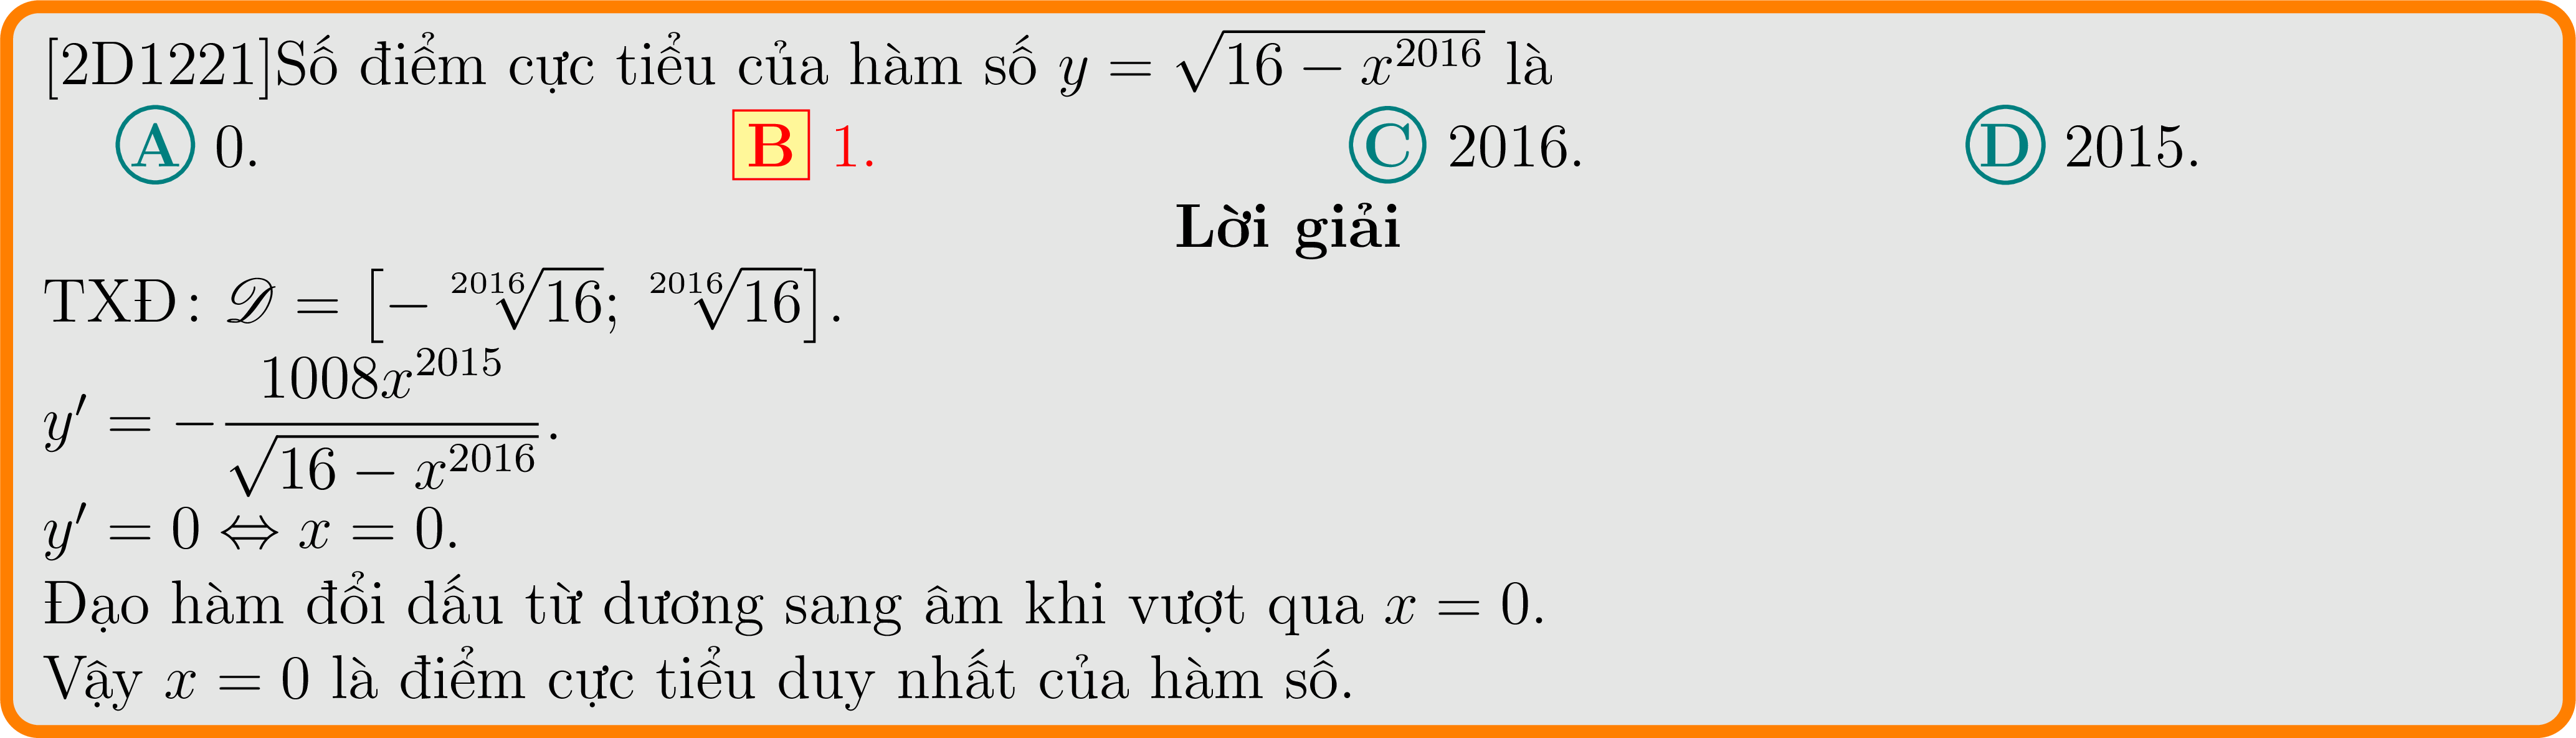 [2D1221]Số điểm cực tiểu của hàm số $y = \sqrt{16 - x^{2016}}$ là
A 0. B 1. C 2016. D 2015.
Lời giải
TXĐ: $\mathscr{D} = \left[-\sqrt[2016]{16}; \sqrt[2016]{16}\right]$.
$y' = -\dfrac{1008x^{2015}}{\sqrt{16 - x^{2016}}}$.
$y' = 0 \Leftrightarrow x = 0$.
Đạo hàm đổi dấu từ dương sang âm khi vượt qua $x = 0$.
Vậy $x = 0$ là điểm cực tiểu duy nhất của hàm số.